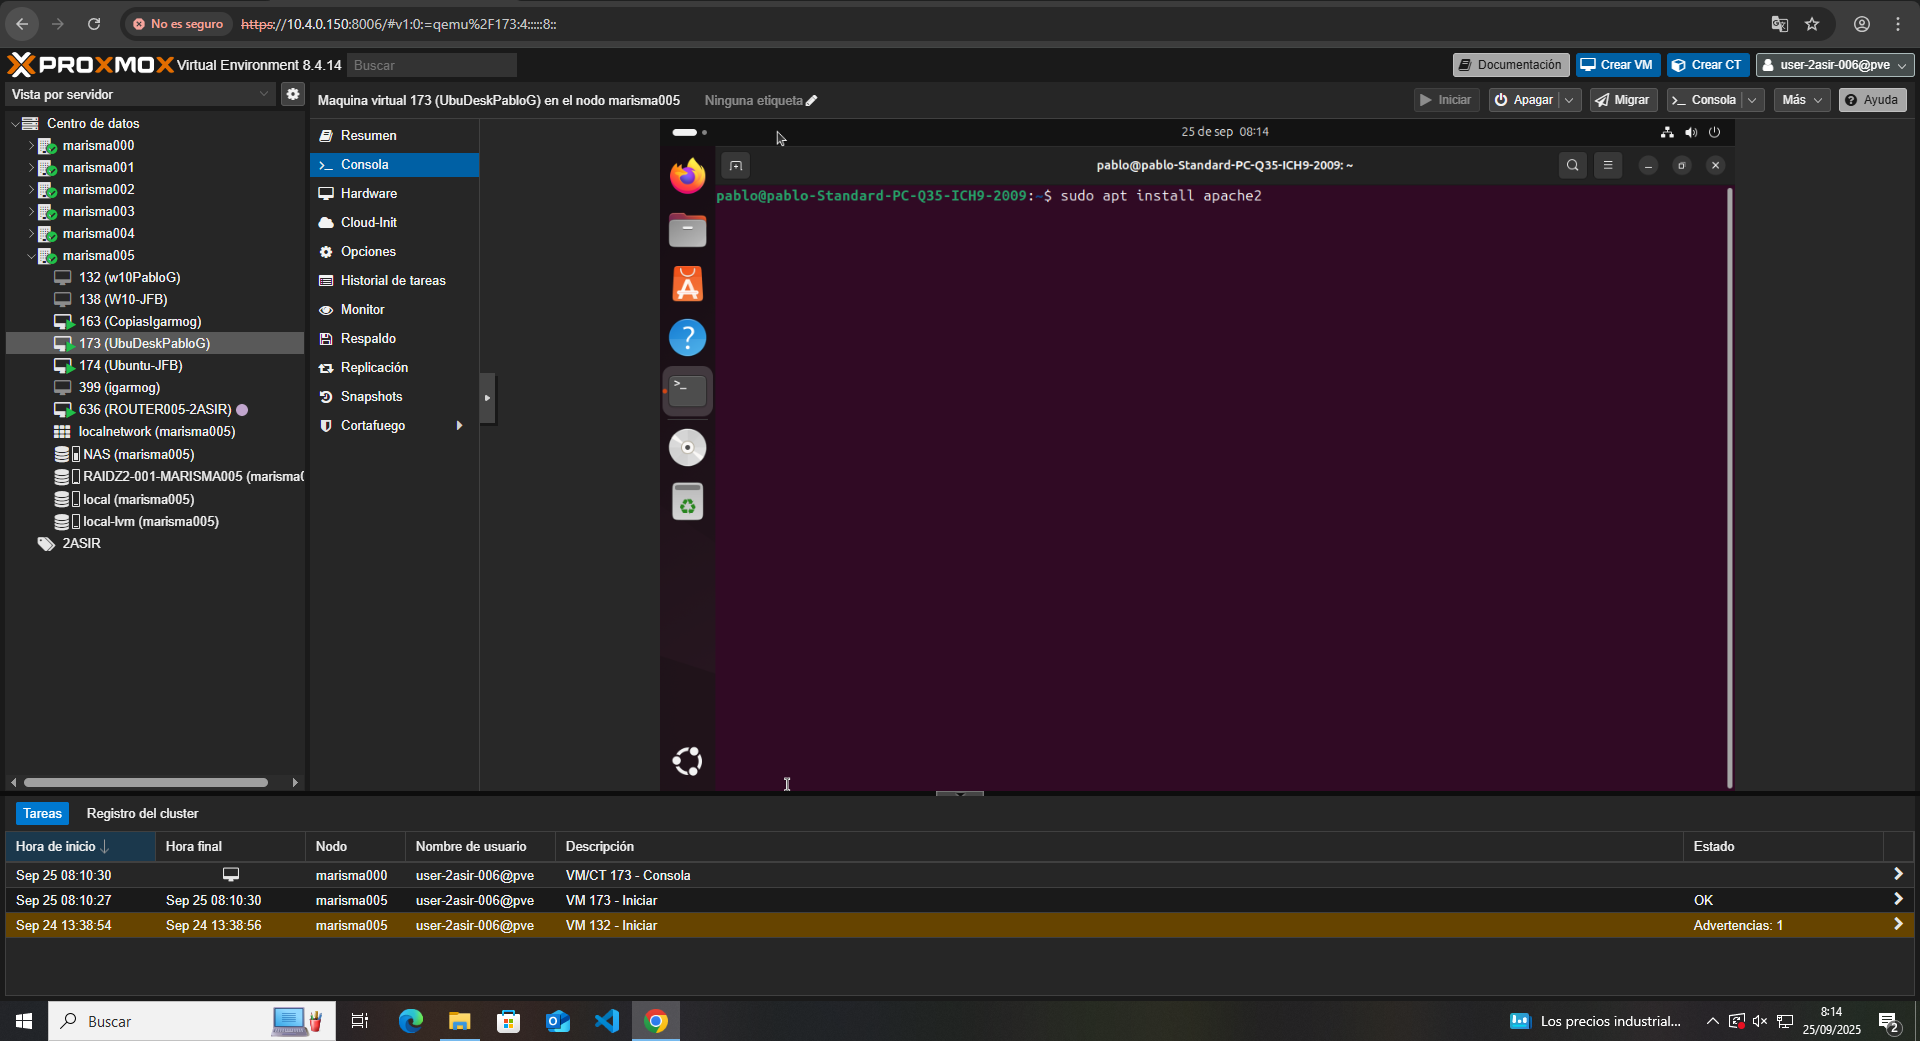 No es seguro
https://10.4.0.150:8006/#v1:0:=qemu%2F173:4:::::8::
PROXMOX Virtual Environment 8.4.14
Buscar
Documentación
Crear VM
Crear CT
user-2asir-006@pve
Vista por servidor
Maquina virtual 173 (UbuDeskPabloG) en el nodo marisma005
Ninguna etiqueta
Iniciar
Apagar
Migrar
Consola
Más
Ayuda
Centro de datos
marisma000
marisma001
marisma002
marisma003
marisma004
marisma005
132 (w10PabloG)
138 (W10-JFB)
163 (CopiasIgarmog)
173 (UbuDeskPabloG)
174 (Ubuntu-JFB)
399 (igarmog)
636 (ROUTER005-2ASIR)
localnetwork (marisma005)
NAS (marisma005)
RAIDZ2-001-MARISMA005 (marisma0
local (marisma005)
local-lvm (marisma005)
2ASIR
Resumen
Consola
Hardware
Cloud-Init
Opciones
Historial de tareas
Monitor
Respaldo
Replicación
Snapshots
Cortafuego
25 de sep 08:14
pablo@pablo-Standard-PC-Q35-ICH9-2009: ~
pablo@pablo-Standard-PC-Q35-ICH9-2009:~$ sudo apt install apache2
Tareas
Registro del cluster
Hora de inicio Hora final Nodo Nombre de usuario Descripción Estado
Sep 25 08:10:30 marisma000 user-2asir-006@pve VM/CT 173 - Consola
Sep 25 08:10:27 Sep 25 08:10:30 marisma005 user-2asir-006@pve VM 173 - Iniciar OK
Sep 24 13:38:54 Sep 24 13:38:56 marisma005 user-2asir-006@pve VM 132 - Iniciar Advertencias: 1
Buscar
Los precios industrial...
8:14
25/09/2025
2